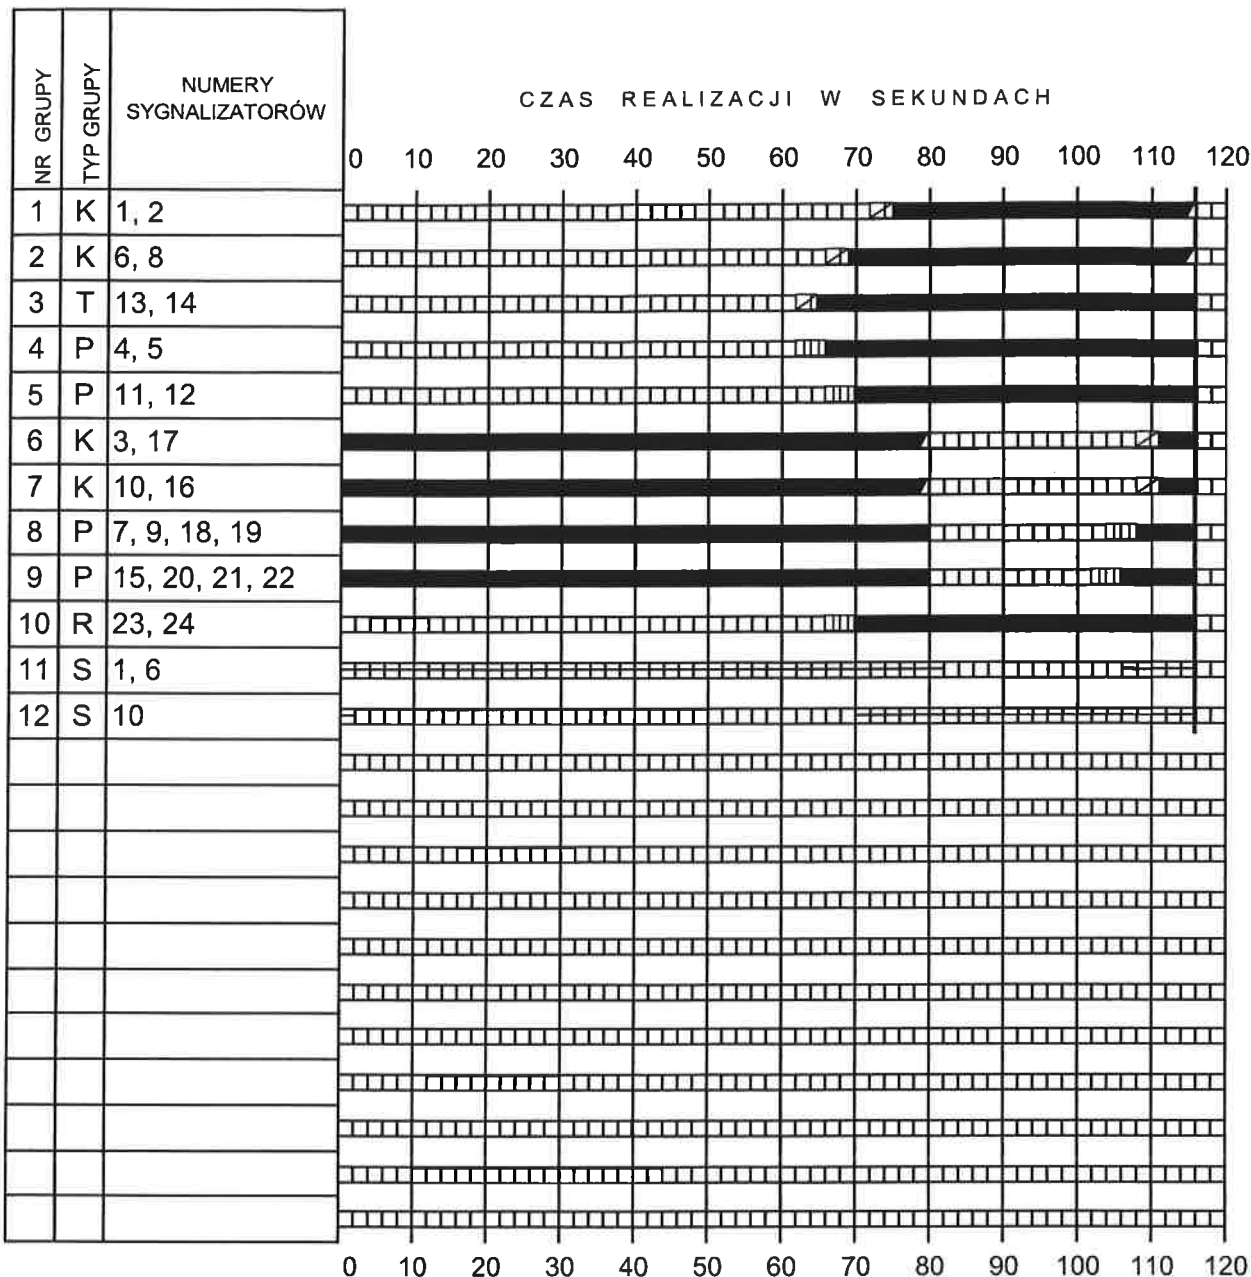 NR GRUPY
TYP GRUPY
NUMERY
SYGNALIZATORÓW
CZAS REALIZACJI W SEKUNDACH
0 10 20 30 40 50 60 70 80 90 100 110 120
1 K 1, 2
2 K 6, 8
3 T 13, 14
4 P 4, 5
5 P 11, 12
6 K 3, 17
7 K 10, 16
8 P 7, 9, 18, 19
9 P 15, 20, 21, 22
10 R 23, 24
11 S 1, 6
12 S 10
0 10 20 30 40 50 60 70 80 90 100 110 120